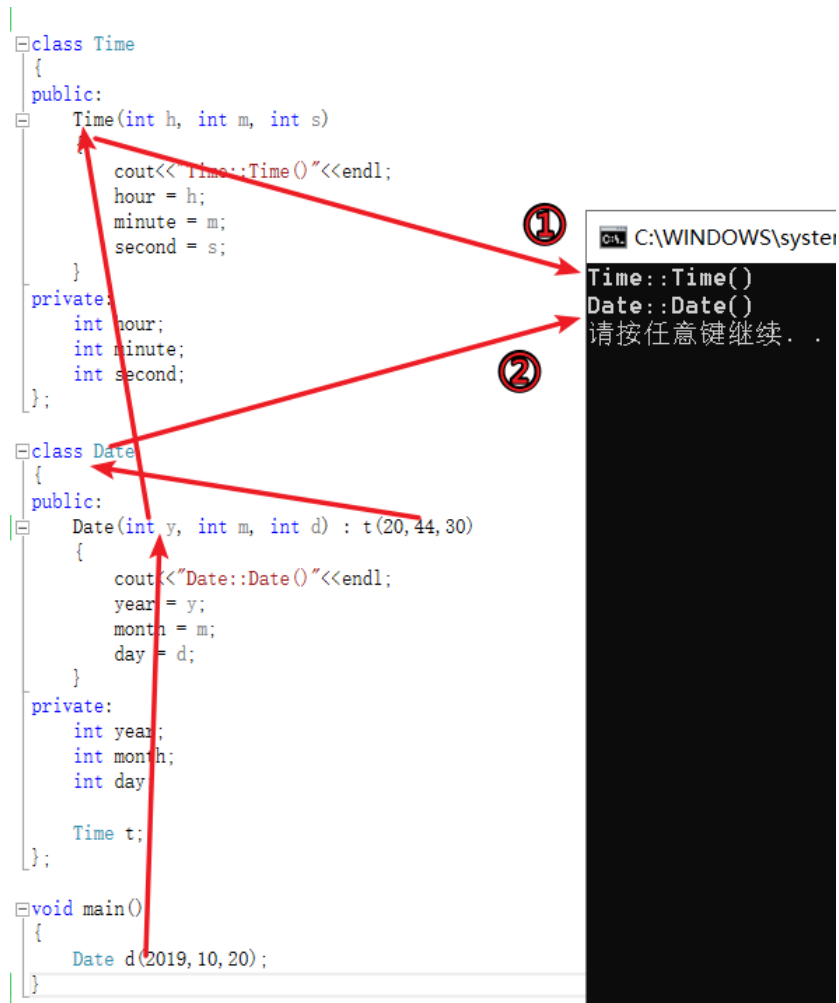 class Time
{
public:
Time(int h, int m, int s)
{
cout<<"Time::Time()"<<endl;
hour = h;
minute = m;
second = s;
}
private:
int hour;
int minute;
int second;
};
class Date
{
public:
Date(int y, int m, int d) : t(20,44,30)
{
cout<<"Date::Date()"<<endl;
year = y;
month = m;
day = d;
}
private:
int year;
int month;
int day;
Time t;
};
void main()
{
Date d(2019,10,20);
}
①
②
C:\WINDOWS\system
Time::Time()
Date::Date()
请按任意键继续. . .